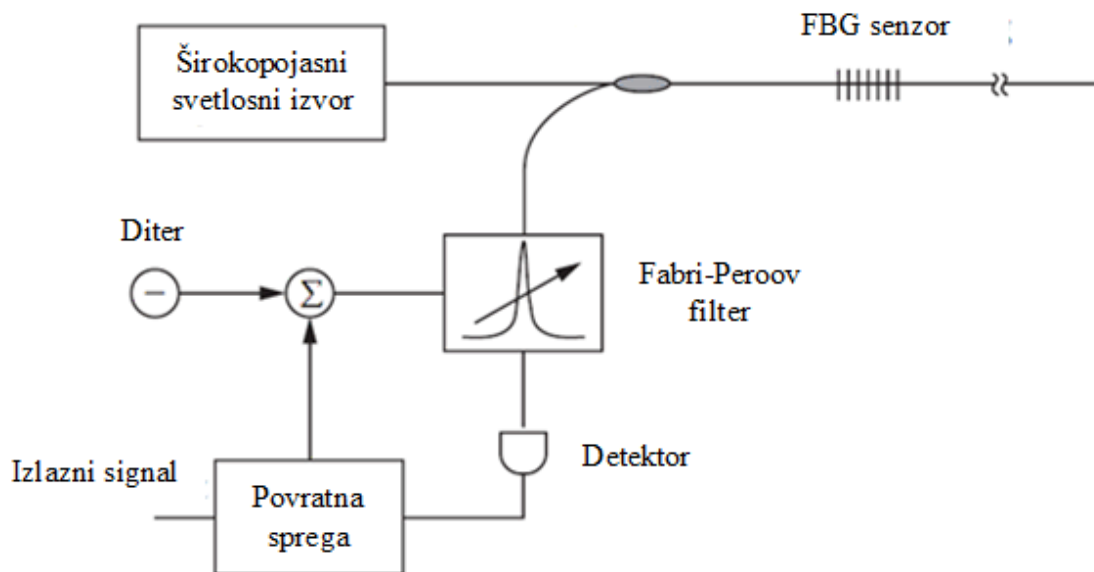 FBG senzor
Širokopojasni
svetlosni izvor
Diter
−
Σ
Fabri-Peroov
filter
Detektor
Izlazni signal
Povratna
sprega